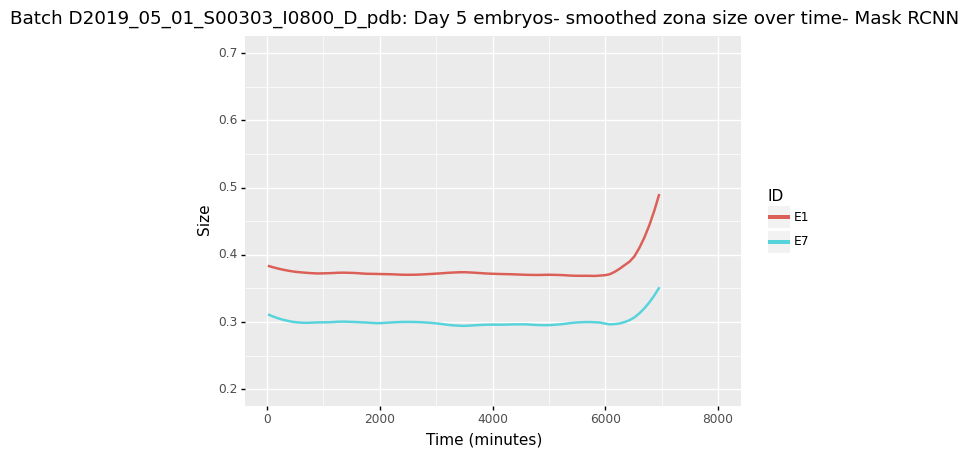 Batch D2019_05_01_S00303_I0800_D_pdb: Day 5 embryos- smoothed zona size over time- Mask RCNN
0.7
0.6
0.5
0.4
0.3
0.2
Size
0 2000 4000 6000 8000
Time (minutes)
ID
E1
E7